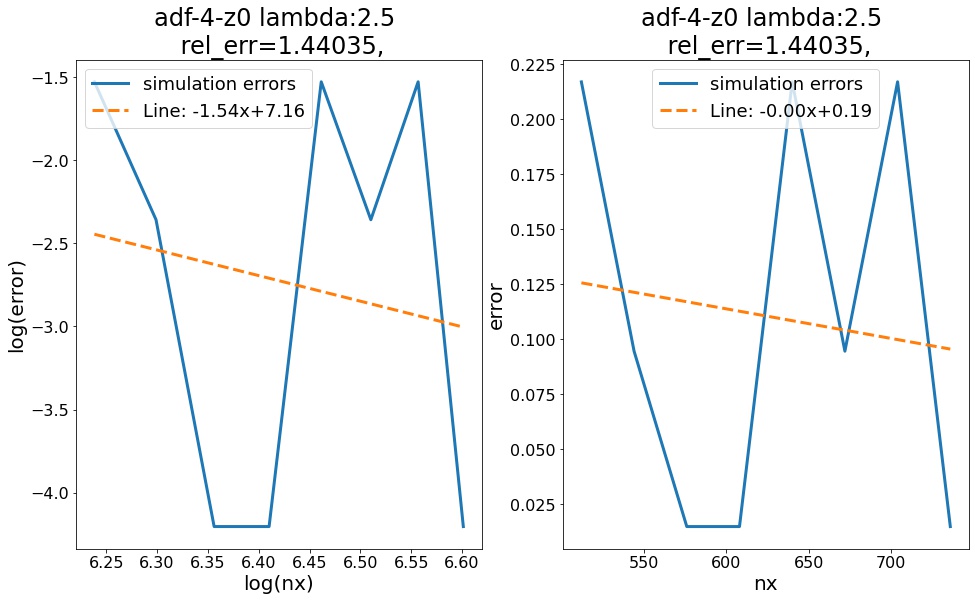 adf-4-z0 lambda:2.5
rel_err=1.44035,
simulation errors
Line: -1.54x+7.16
−1.5
−2.0
−2.5
−3.0
−3.5
−4.0
log(error)
6.25
6.30
6.35
6.40
6.45
6.50
6.55
6.60
log(nx)
adf-4-z0 lambda:2.5
rel_err=1.44035,
simulation errors
Line: -0.00x+0.19
0.225
0.200
0.175
0.150
0.125
0.100
0.075
0.050
0.025
error
550
600
650
700
nx